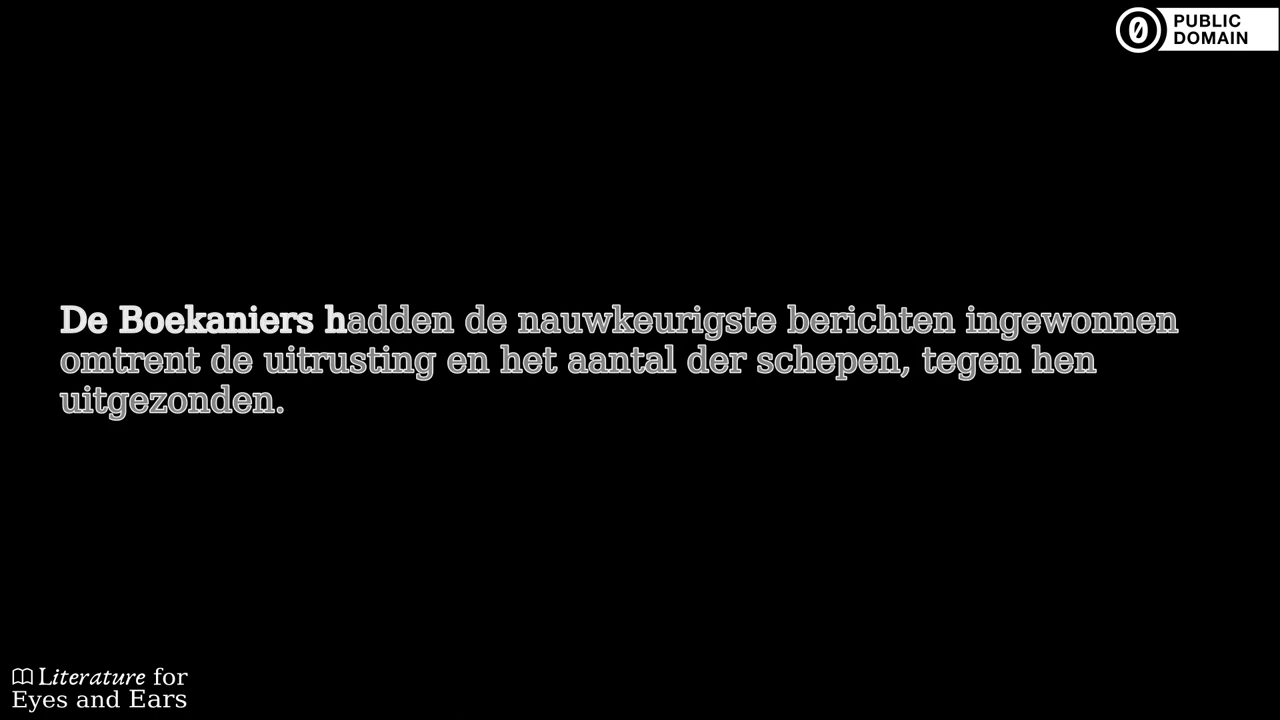 PUBLIC
DOMAIN
De Boekaniers hadden de nauwkeurigste berichten ingewonnen
omtrent de uitrusting en het aantal der schepen, tegen hen
uitgezonden.
Literature for
Eyes and Ears